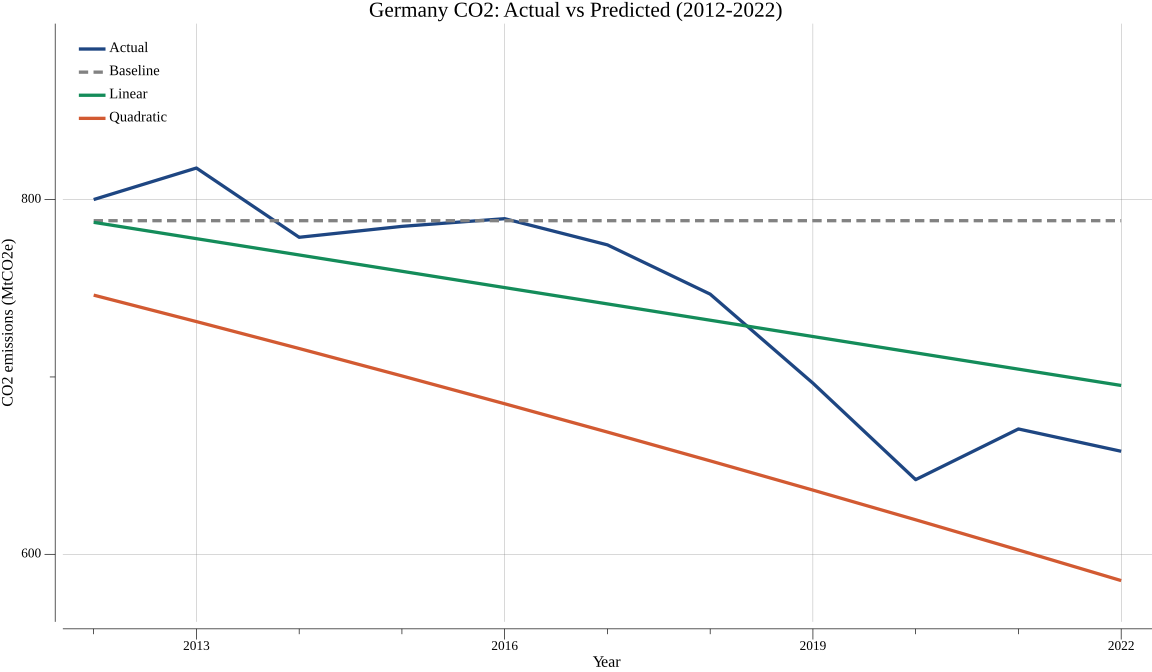 Germany CO2: Actual vs Predicted (2012-2022)
Actual
Baseline
Linear
Quadratic
800
600
CO2 emissions (MtCO2e)
2013
2016
2019
2022
Year